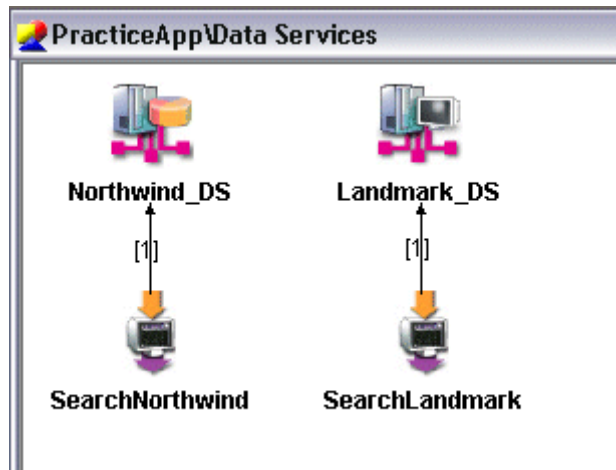 PracticeApp\Data Services
Northwind_DS Landmark_DS
[1] [1]
SearchNorthwind SearchLandmark